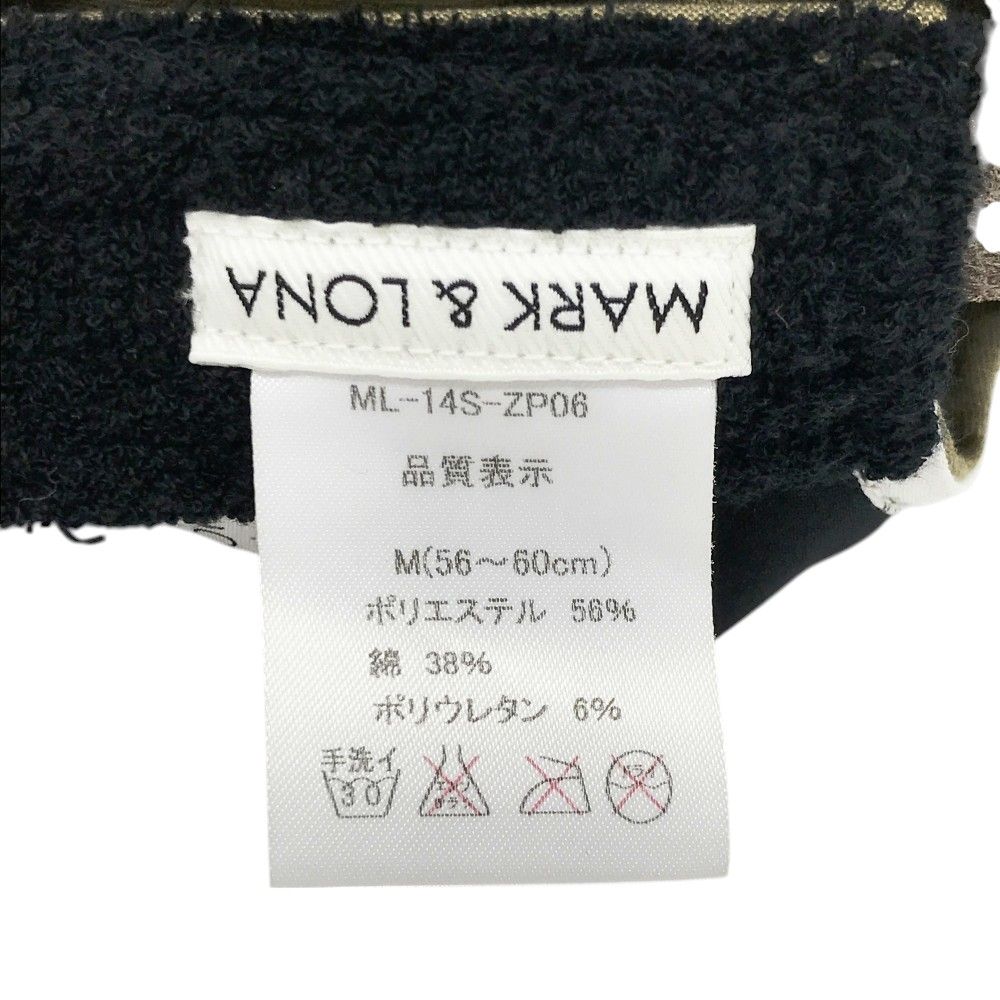 MARK & LONA
ML-14S-ZP06
品質表示
M(56～60cm)
ポリエステル 56%
綿 38%
ポリウレタン 6%
手洗イ
30